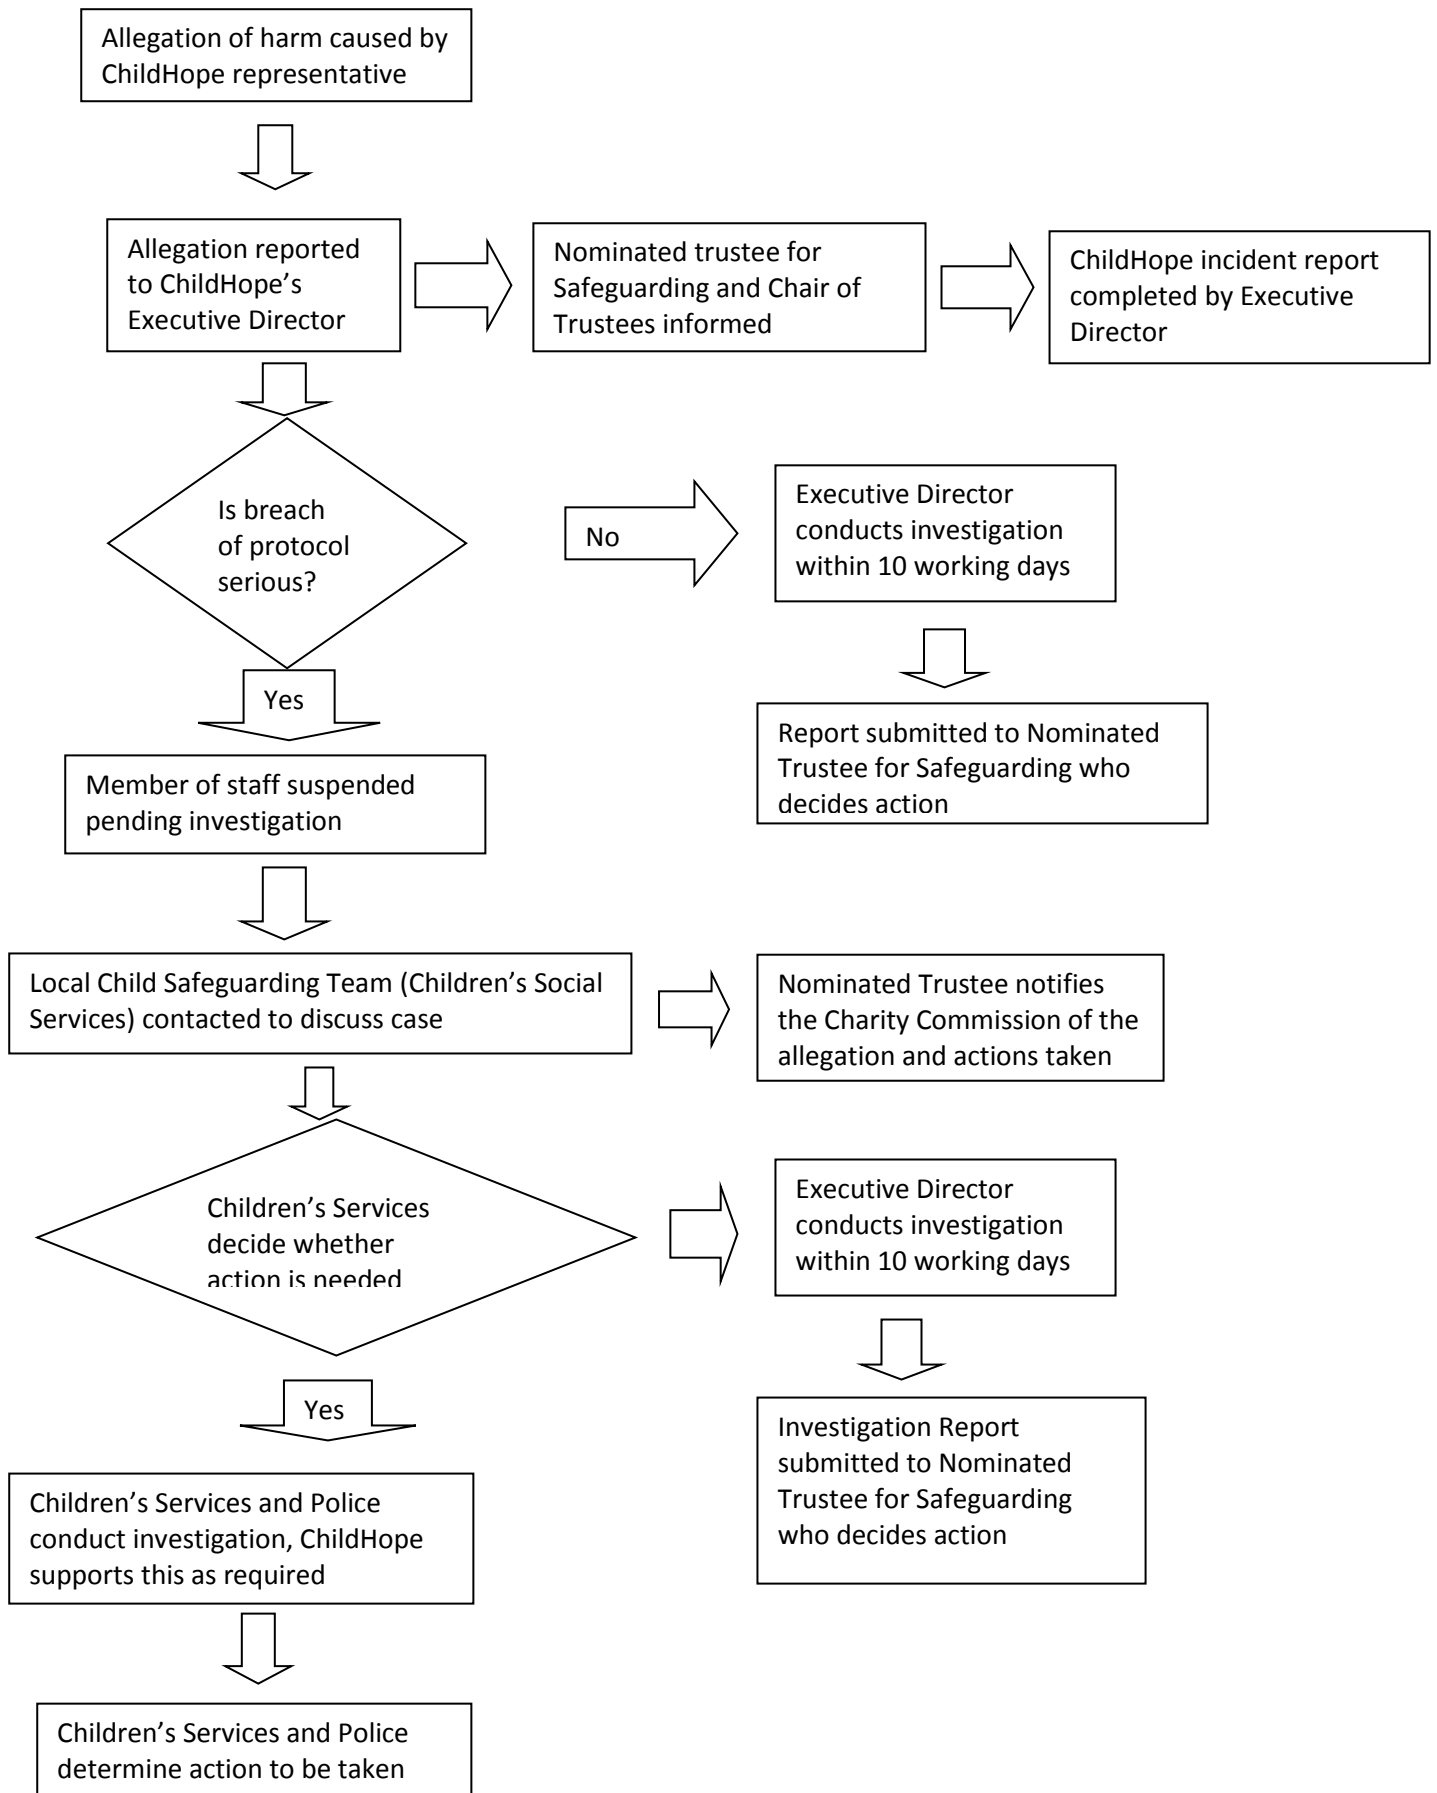 Allegation of harm caused by
ChildHope representative
Allegation reported
to ChildHope’s
Executive Director
Nominated trustee for
Safeguarding and Chair of
Trustees informed
ChildHope incident report
completed by Executive
Director
Is breach
of protocol
serious?
No
Executive Director
conducts investigation
within 10 working days
Yes
Report submitted to Nominated
Trustee for Safeguarding who
decides action
Member of staff suspended
pending investigation
Local Child Safeguarding Team (Children’s Social
Services) contacted to discuss case
Nominated Trustee notifies
the Charity Commission of the
allegation and actions taken
Children’s Services
decide whether
action is needed
Executive Director
conducts investigation
within 10 working days
Yes
Investigation Report
submitted to Nominated
Trustee for Safeguarding
who decides action
Children’s Services and Police
conduct investigation, ChildHope
supports this as required
Children’s Services and Police
determine action to be taken